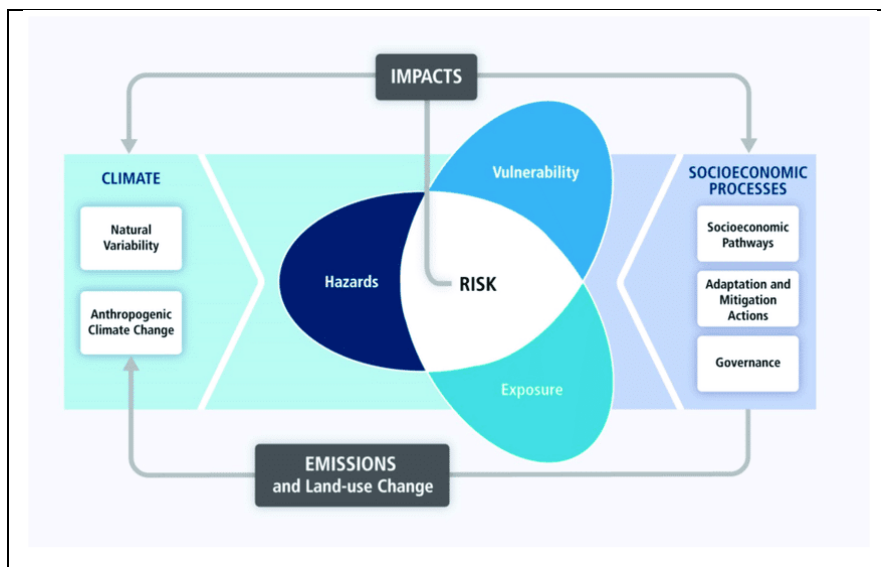 IMPACTS
CLIMATE
Natural
Variability
Anthropogenic
Climate Change
Vulnerability
Hazards
RISK
Exposure
SOCIOECONOMIC
PROCESSES
Socioeconomic
Pathways
Adaptation and
Mitigation
Actions
Governance
EMISSIONS
and Land-use Change